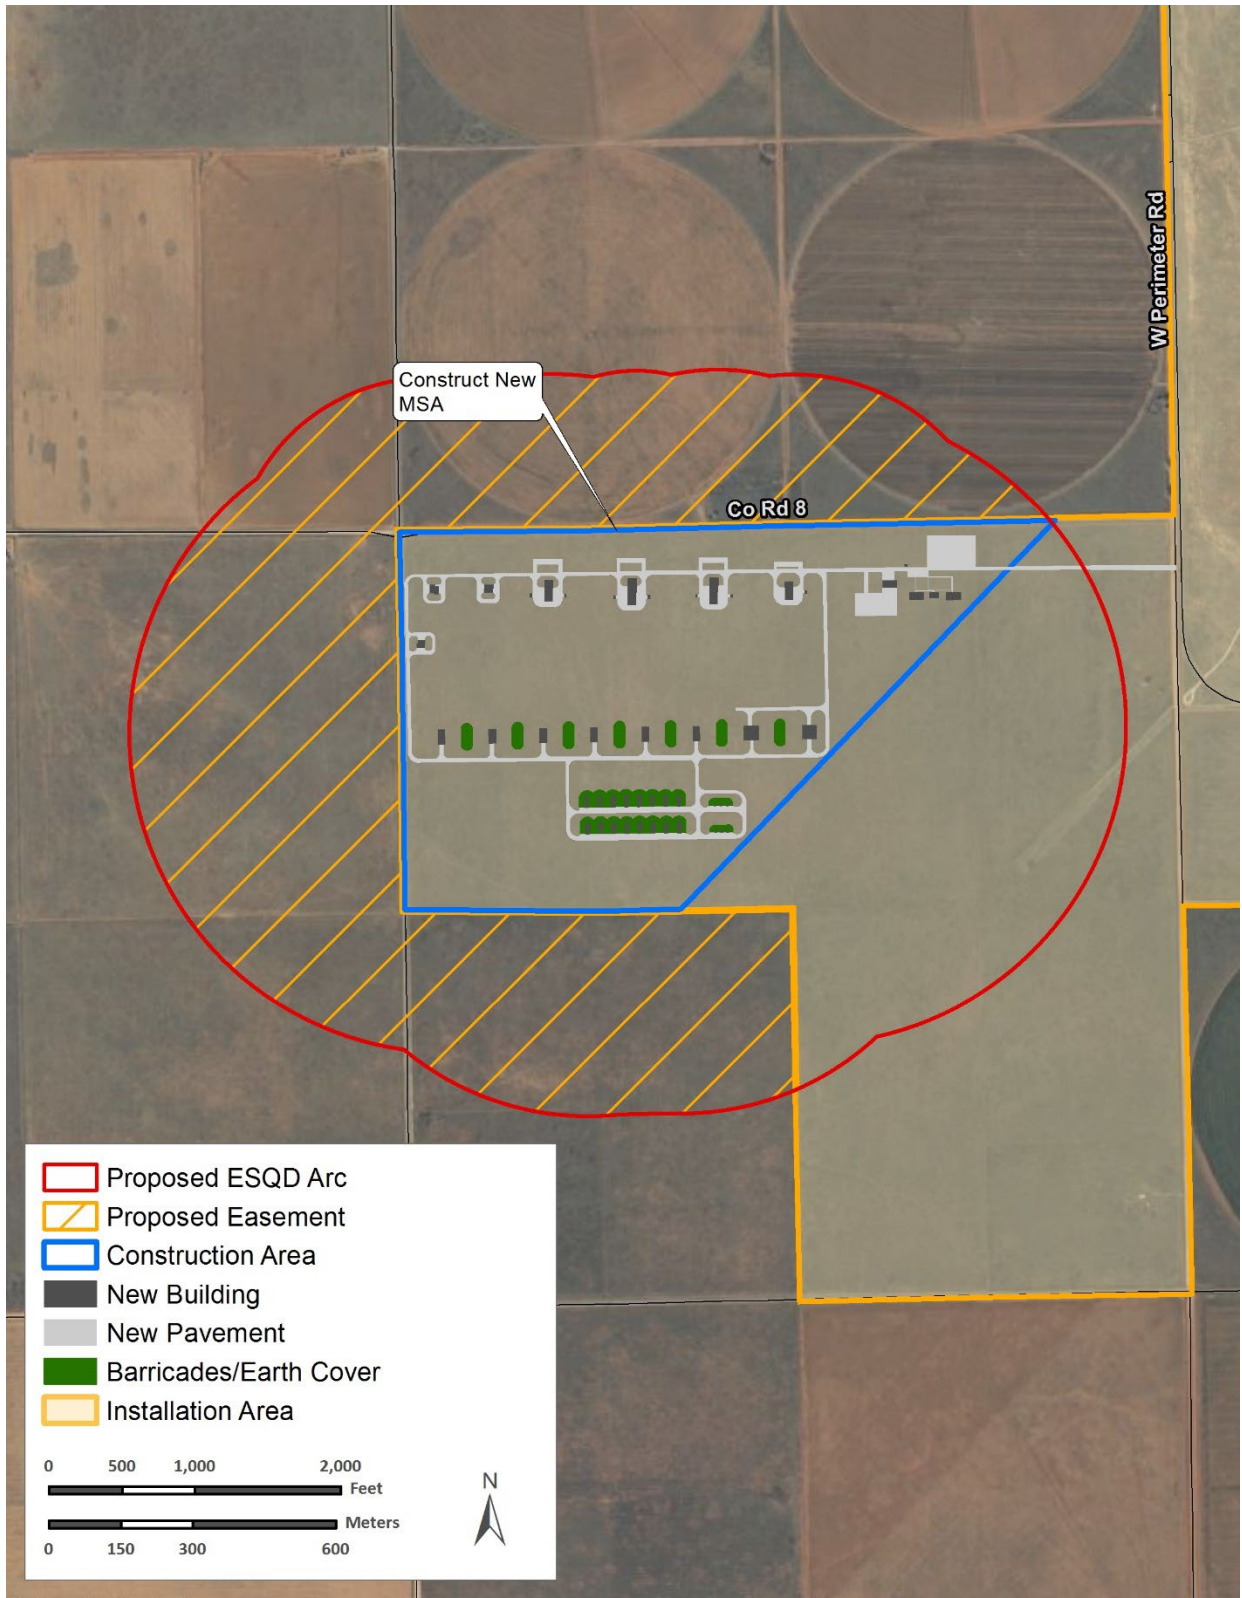 W Perimeter Rd
Construct New
MSA
Co Rd 8
Proposed ESQD Arc
Proposed Easement
Construction Area
New Building
New Pavement
Barricades/Earth Cover
Installation Area
0 500 1,000 2,000
Feet
Meters
0 150 300 600
N